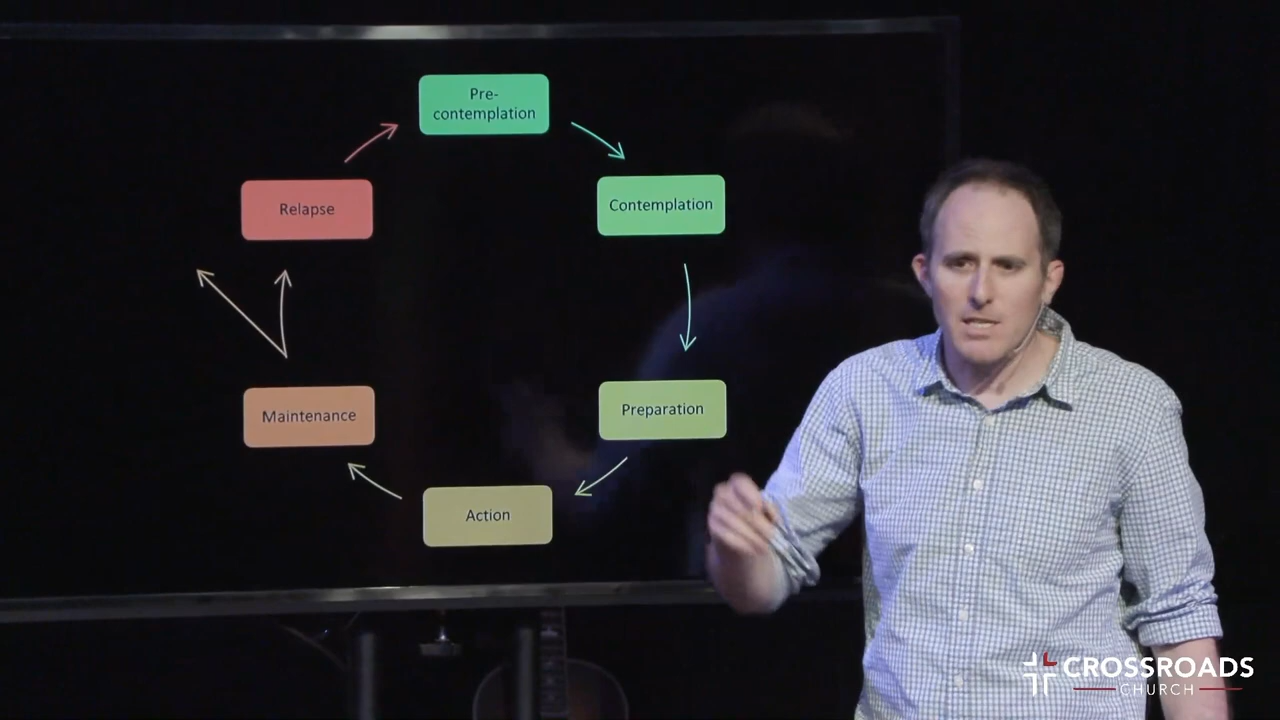 Pre-
contemplation
Relapse
Contemplation
Maintenance
Preparation
Action
CROSSROADS
CHURCH